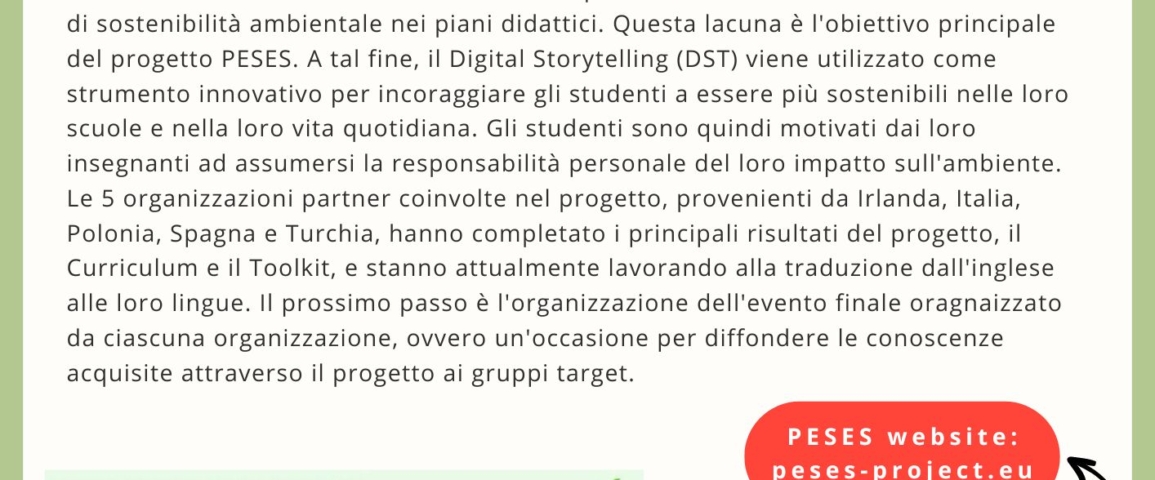 di sostenibilità ambientale nei piani didattici. Questa lacuna è l'obiettivo principale
del progetto PESES. A tal fine, il Digital Storytelling (DST) viene utilizzato come
strumento innovativo per incoraggiare gli studenti a essere più sostenibili nelle loro
scuole e nella loro vita quotidiana. Gli studenti sono quindi motivati dai loro
insegnanti ad assumersi la responsabilità personale del loro impatto sull'ambiente.
Le 5 organizzazioni partner coinvolte nel progetto, provenienti da Irlanda, Italia,
Polonia, Spagna e Turchia, hanno completato i principali risultati del progetto, il
Curriculum e il Toolkit, e stanno attualmente lavorando alla traduzione dall'inglese
alle loro lingue. Il prossimo passo è l'organizzazione dell'evento finale oragnaizzato
da ciascuna organizzazione, ovvero un'occasione per diffondere le conoscenze
acquisite attraverso il progetto ai gruppi target.
PESES website:
peses-project.eu